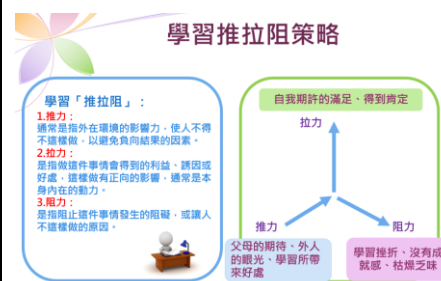 學習推拉阻策略
學習「推拉阻」：
1.推力：
通常是指外在環境的影響力，使人不得
不這樣做，以避免負向結果的因素。
2.拉力：
是指做這件事情會得到的利益、誘因或
好處，這樣做有正向的影響，通常是本
身內在的動力。
3.阻力：
是指阻止這件事情發生的阻礙，或讓人
不這樣做的原因。
自我期許的滿足、得到肯定
拉力
推力
阻力
父母的期待、外人
的眼光、學習所帶
來好處
學習挫折、沒有成
就感、枯燥乏味